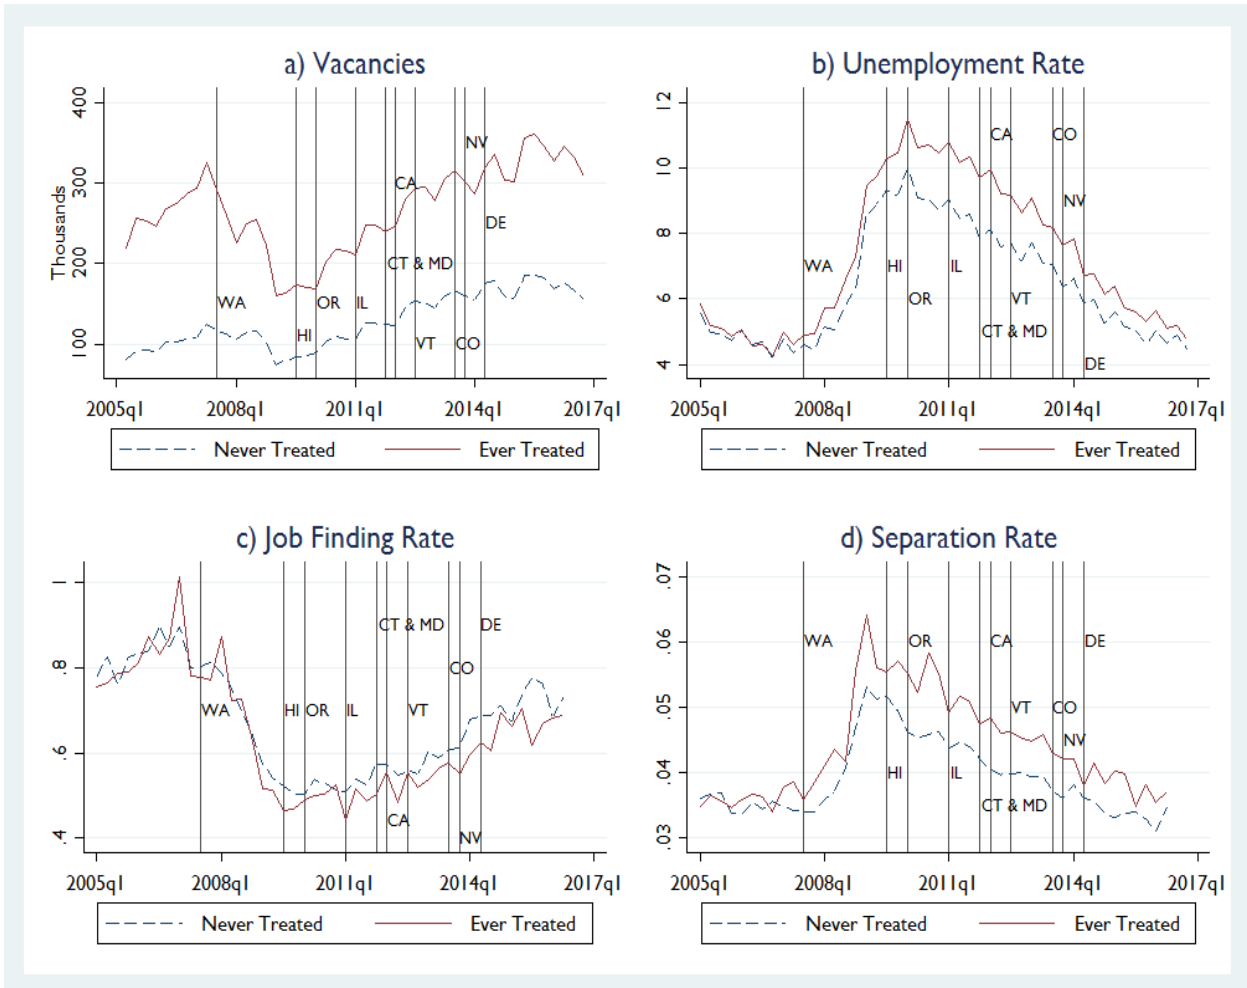 a) Vacancies
Thousands
400
300
200
100
NV
CA
DE
CT & MD
WA
OR
IL
HI
VT
CO
2005q1 2008q1 2011q1 2014q1 2017q1
Never Treated Ever Treated
b) Unemployment Rate
12
10
8
6
4
CA
CO
NV
WA
HI
IL
OR
VT
CT & MD
DE
2005q1 2008q1 2011q1 2014q1 2017q1
Never Treated Ever Treated
c) Job Finding Rate
1
.8
.6
.4
CT & MD
DE
CO
WA
HI
OR
IL
VT
CA
NV
2005q1 2008q1 2011q1 2014q1 2017q1
Never Treated Ever Treated
d) Separation Rate
.07
.06
.05
.04
.03
WA
OR
CA
DE
VT
CO
NV
HI
IL
CT & MD
2005q1 2008q1 2011q1 2014q1 2017q1
Never Treated Ever Treated